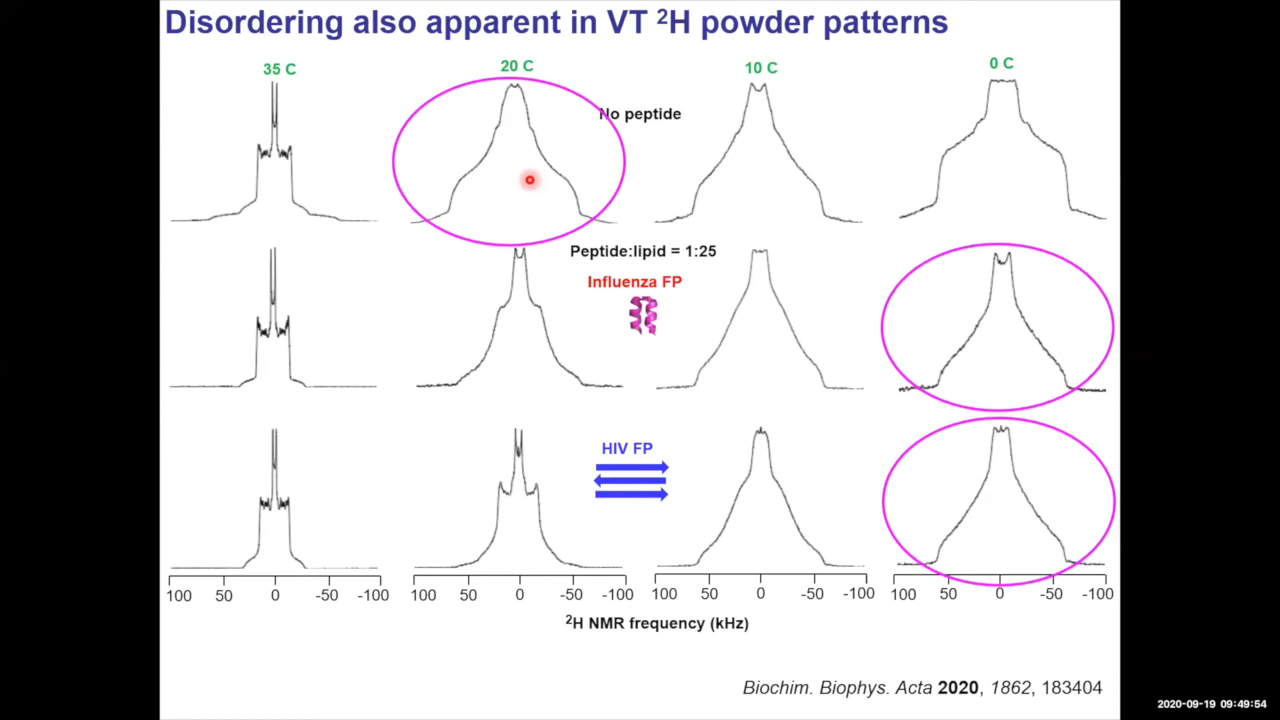 Disordering also apparent in VT ²H powder patterns
35 C
20 C
10 C
0 C
No peptide
Peptide:lipid = 1:25
Influenza FP
HIV FP
100 50 0 -50 -100
100 50 0 -50 -100
100 50 0 -50 -100
100 50 0 -50 -100
²H NMR frequency (kHz)
Biochim. Biophys. Acta 2020, 1862, 183404
2020-09-19 09:49:54